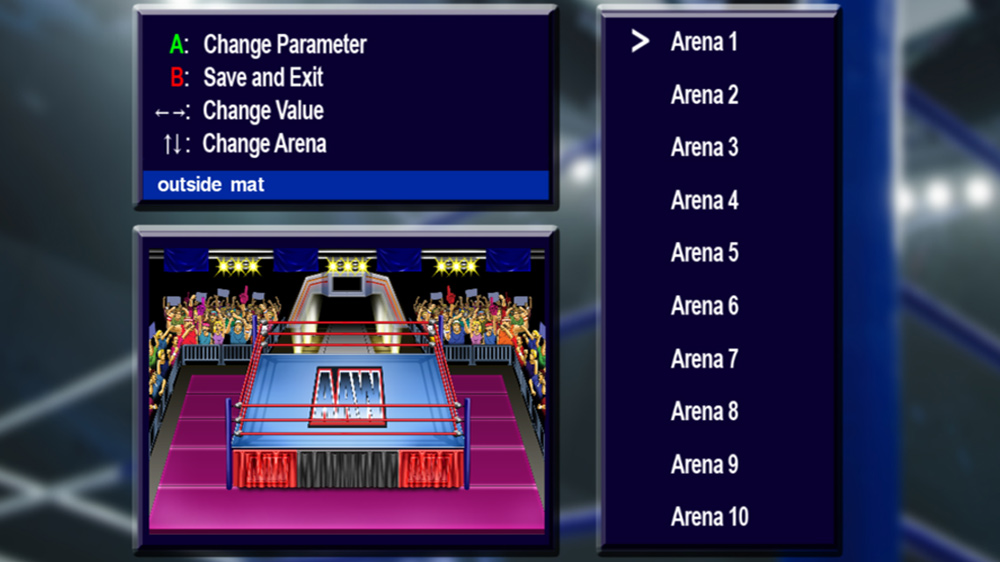 A: Change Parameter
B: Save and Exit
←→: Change Value
↑↓: Change Arena
outside mat
AAW
> Arena 1
Arena 2
Arena 3
Arena 4
Arena 5
Arena 6
Arena 7
Arena 8
Arena 9
Arena 10